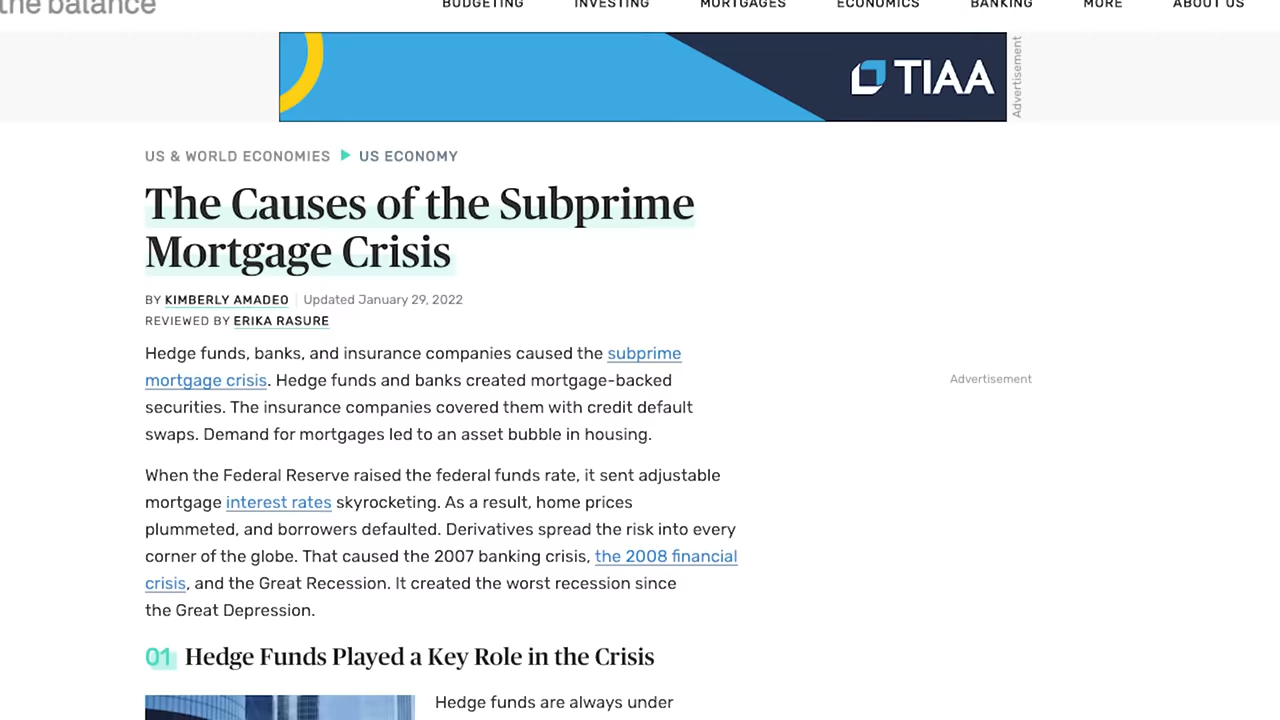 the balance
BUDGETING INVESTING MORTGAGES ECONOMICS BANKING MORE ABOUT US
TIAA
Advertisement
US & WORLD ECONOMIES US ECONOMY
The Causes of the Subprime
Mortgage Crisis
BY KIMBERLY AMADEO Updated January 29, 2022
REVIEWED BY ERIKA RASURE
Hedge funds, banks, and insurance companies caused the subprime
mortgage crisis. Hedge funds and banks created mortgage-backed
securities. The insurance companies covered them with credit default
swaps. Demand for mortgages led to an asset bubble in housing.
Advertisement
When the Federal Reserve raised the federal funds rate, it sent adjustable
mortgage interest rates skyrocketing. As a result, home prices
plummeted, and borrowers defaulted. Derivatives spread the risk into every
corner of the globe. That caused the 2007 banking crisis, the 2008 financial
crisis, and the Great Recession. It created the worst recession since
the Great Depression.
01 Hedge Funds Played a Key Role in the Crisis
Hedge funds are always under